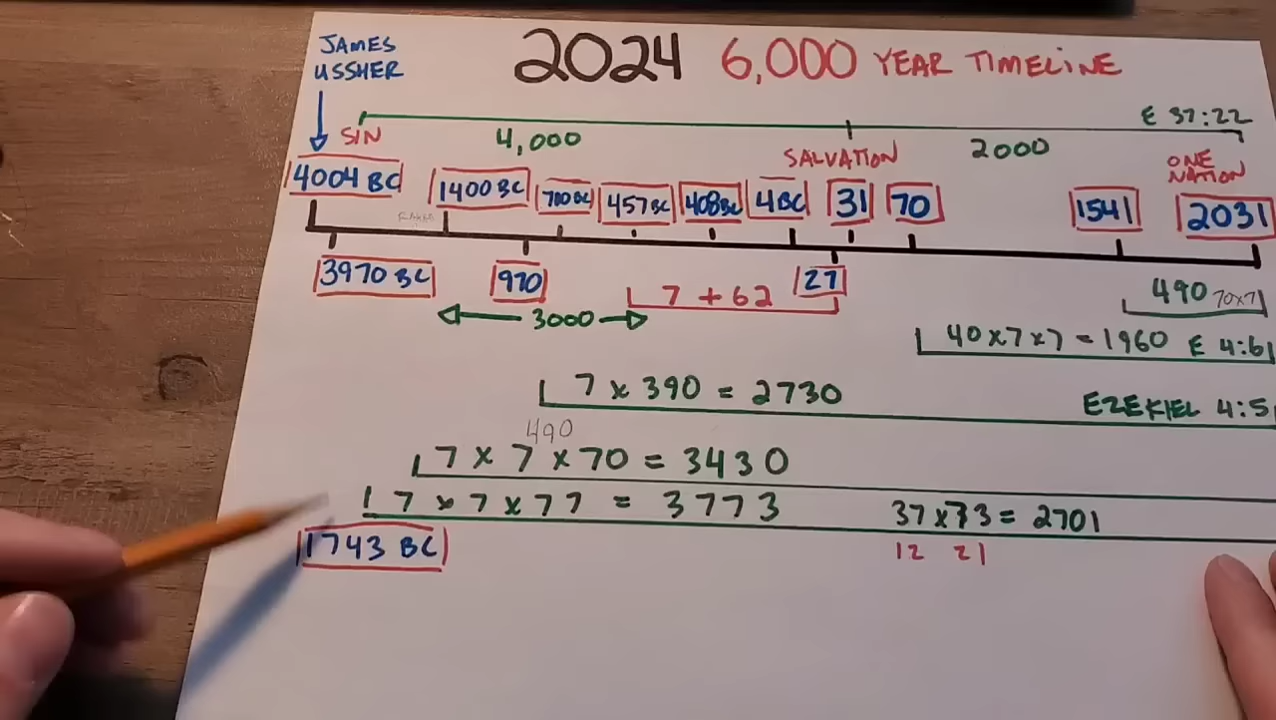 JAMES
USSHER
2024 6,000 YEAR TIMELINE
E 37:22
SIN 4,000 SALVATION 2000 ONE
NATION
4004 BC 1400 BC 700 BC 457 BC 408 BC 4 BC 31 70 1541 2031
3970 BC 970 7 + 62 27 490 70x7
3000
40x7x7 = 1960 E 4:6
7 x 390 = 2730 EZEKIEL 4:5
490
7 x 7 x 70 = 3430
7 x 7 x 77 = 3773 37x73 = 2701
1743 BC 12 21